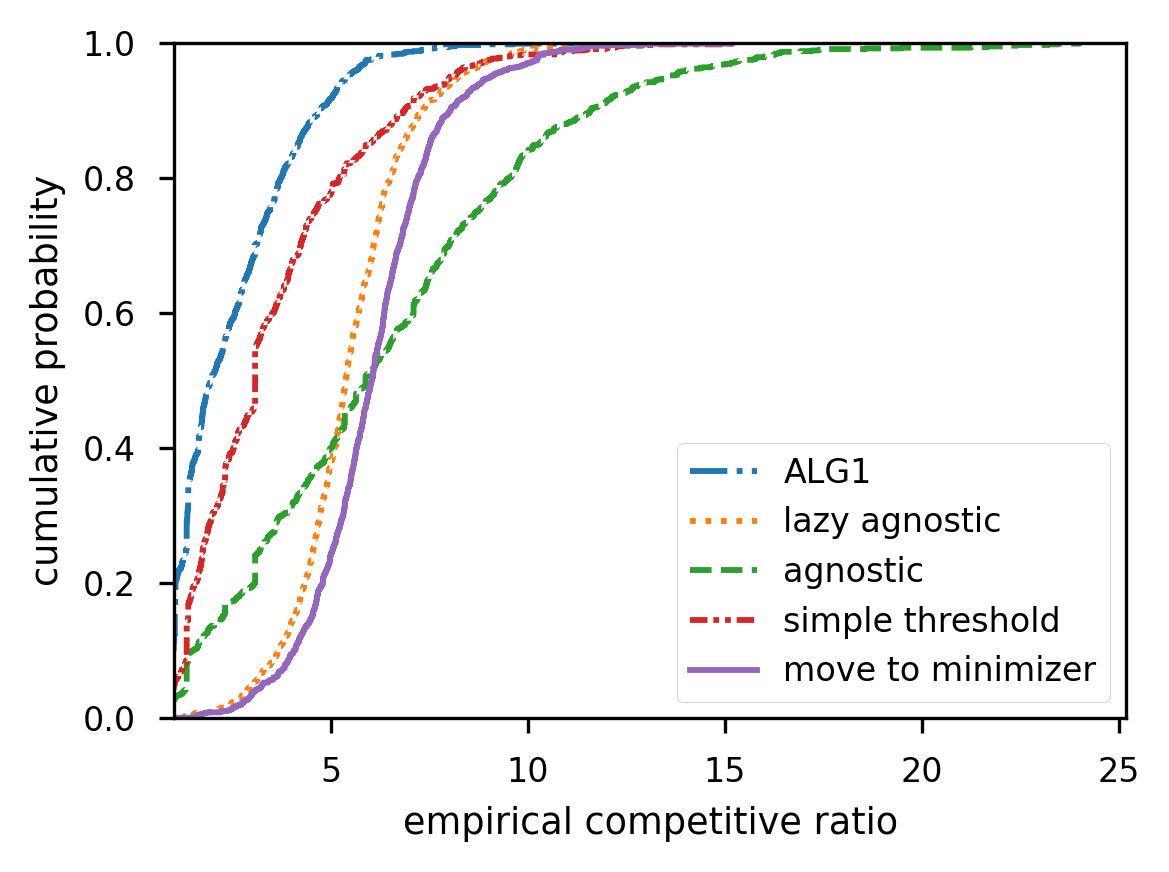 1.0
0.8
0.6
0.4
0.2
0.0
cumulative probability
5
10
15
20
25
empirical competitive ratio
ALG1
lazy agnostic
agnostic
simple threshold
move to minimizer